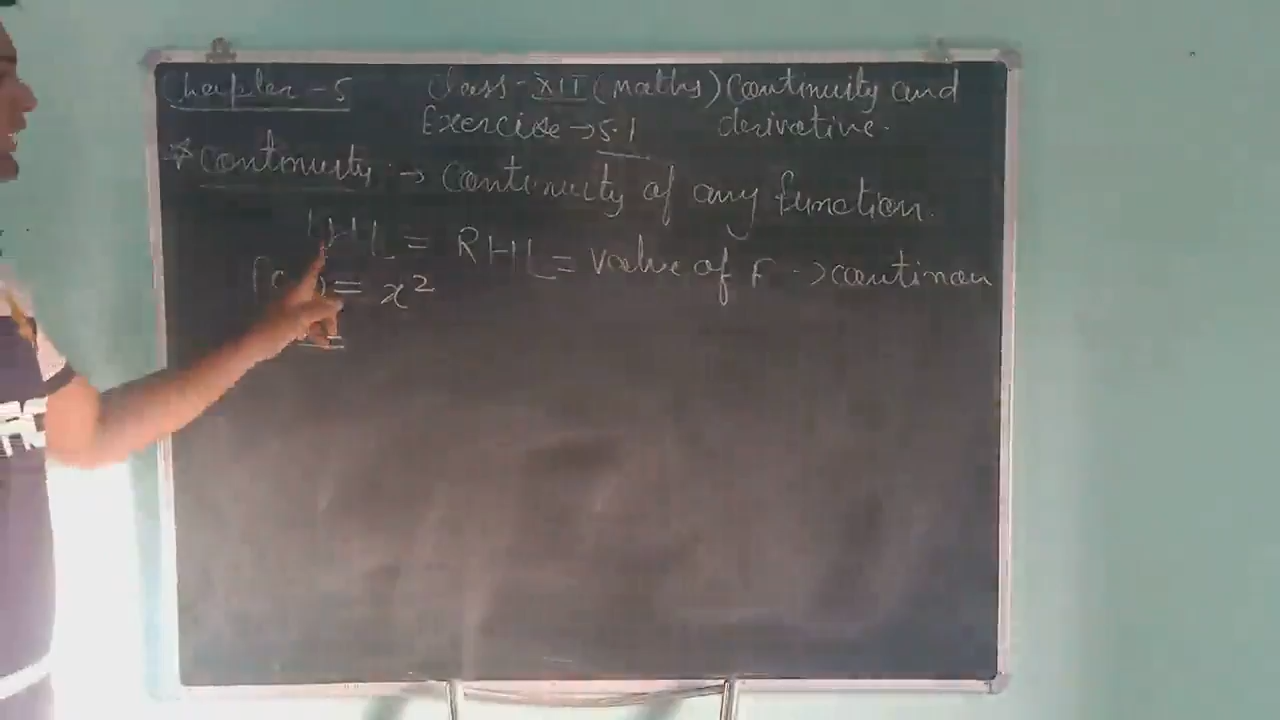 Chapter - 5 Class - XII (Maths) Continuity and
Exercise → 5.1 derivative.
* Continuity → Continuity of any function.
LHL = RHL = value of F → continuou
= x²